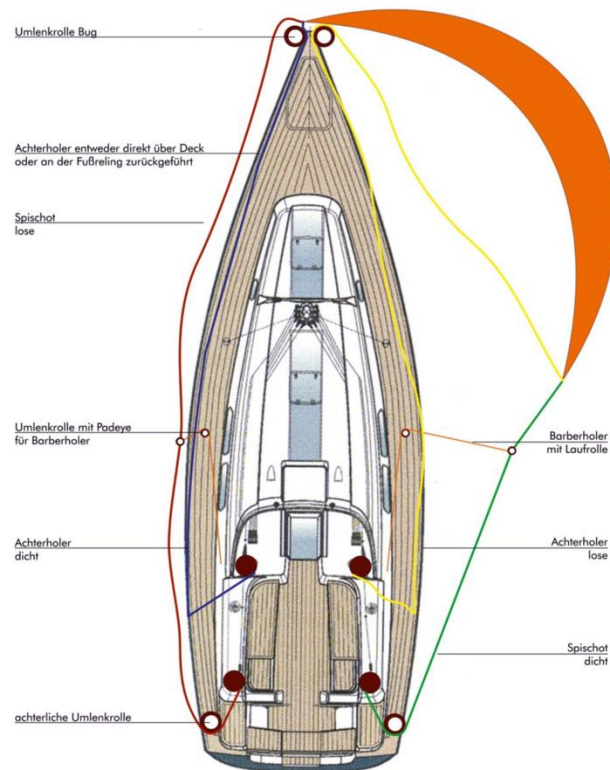 Umlenkrolle Bug
Achterholer entweder direkt über Deck
oder an der Fußreling zurückgeführt
Spischot
lose
Umlenkrolle mit Padeye
für Barberholer
Barberholer
mit Laufrolle
Achterholer
dicht
Achterholer
lose
Spischot
dicht
achterliche Umlenkrolle